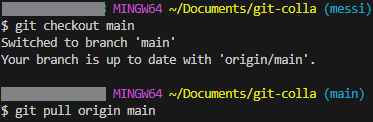 MINGW64 ~/Documents/git-colla (messi)
$ git checkout main
Switched to branch 'main'
Your branch is up to date with 'origin/main'.
MINGW64 ~/Documents/git-colla (main)
$ git pull origin main